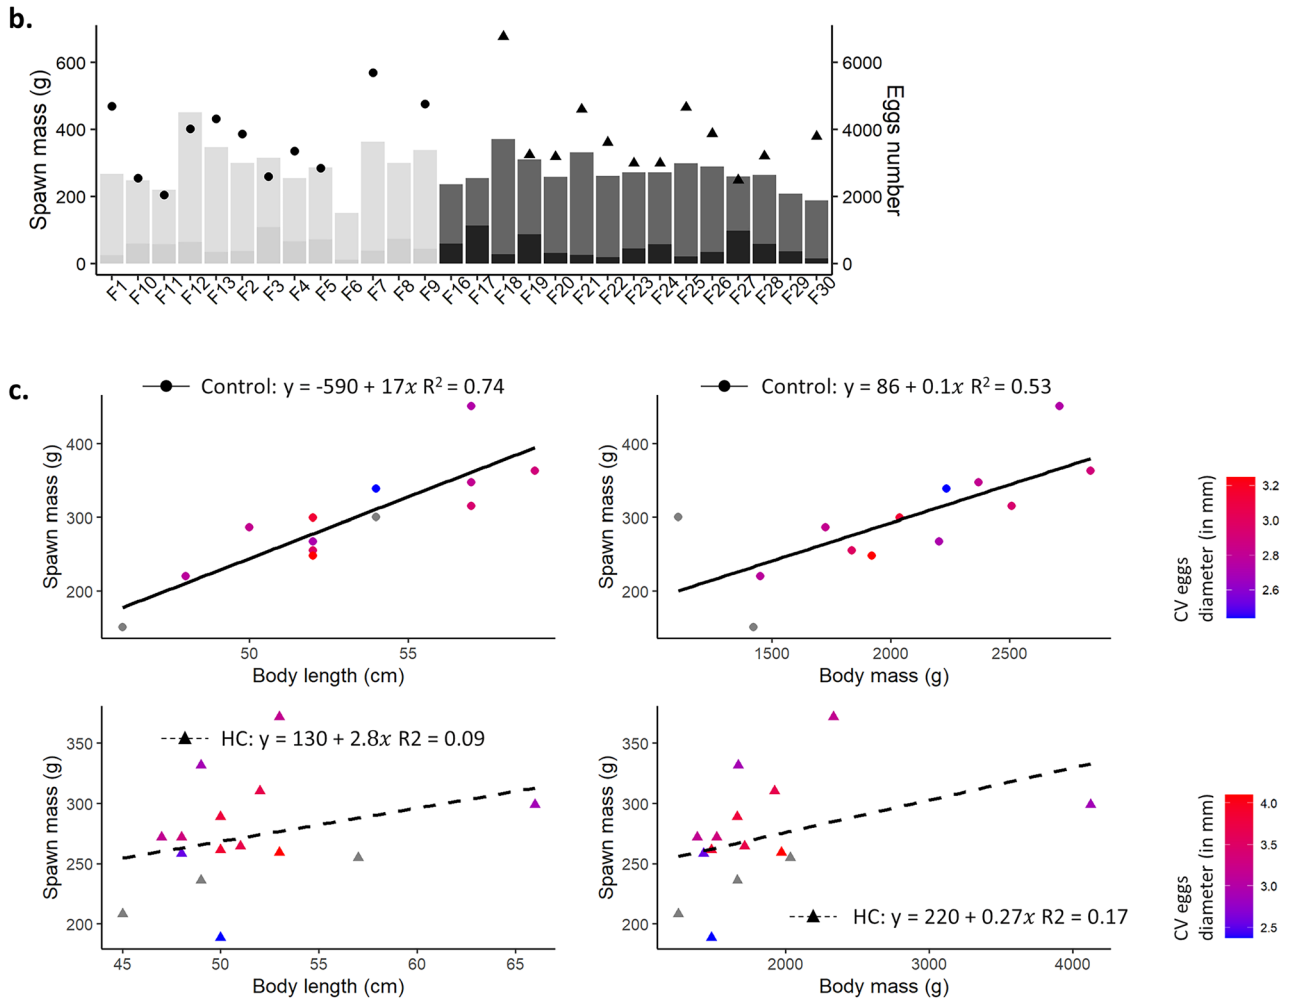 b.
Spawn mass (g)
600
400
200
0
6000
4000
2000
0
Eggs number
F1 F10 F11 F12 F13 F2 F3 F4 F5 F6 F7 F8 F9 F16 F17 F18 F19 F20 F21 F22 F23 F24 F25 F26 F27 F28 F29 F30
c.
Control: y = -590 + 17x R² = 0.74
Spawn mass (g)
400
300
200
50 55
Body length (cm)
Control: y = 86 + 0.1x R² = 0.53
Spawn mass (g)
400
300
200
1500 2000 2500
Body mass (g)
CV eggs
diameter (in mm)
3.2
3.0
2.8
2.6
HC: y = 130 + 2.8x R2 = 0.09
Spawn mass (g)
350
300
250
200
45 50 55 60 65
Body length (cm)
HC: y = 220 + 0.27x R2 = 0.17
Spawn mass (g)
350
300
250
200
2000 3000 4000
Body mass (g)
CV eggs
diameter (in mm)
4.0
3.5
3.0
2.5